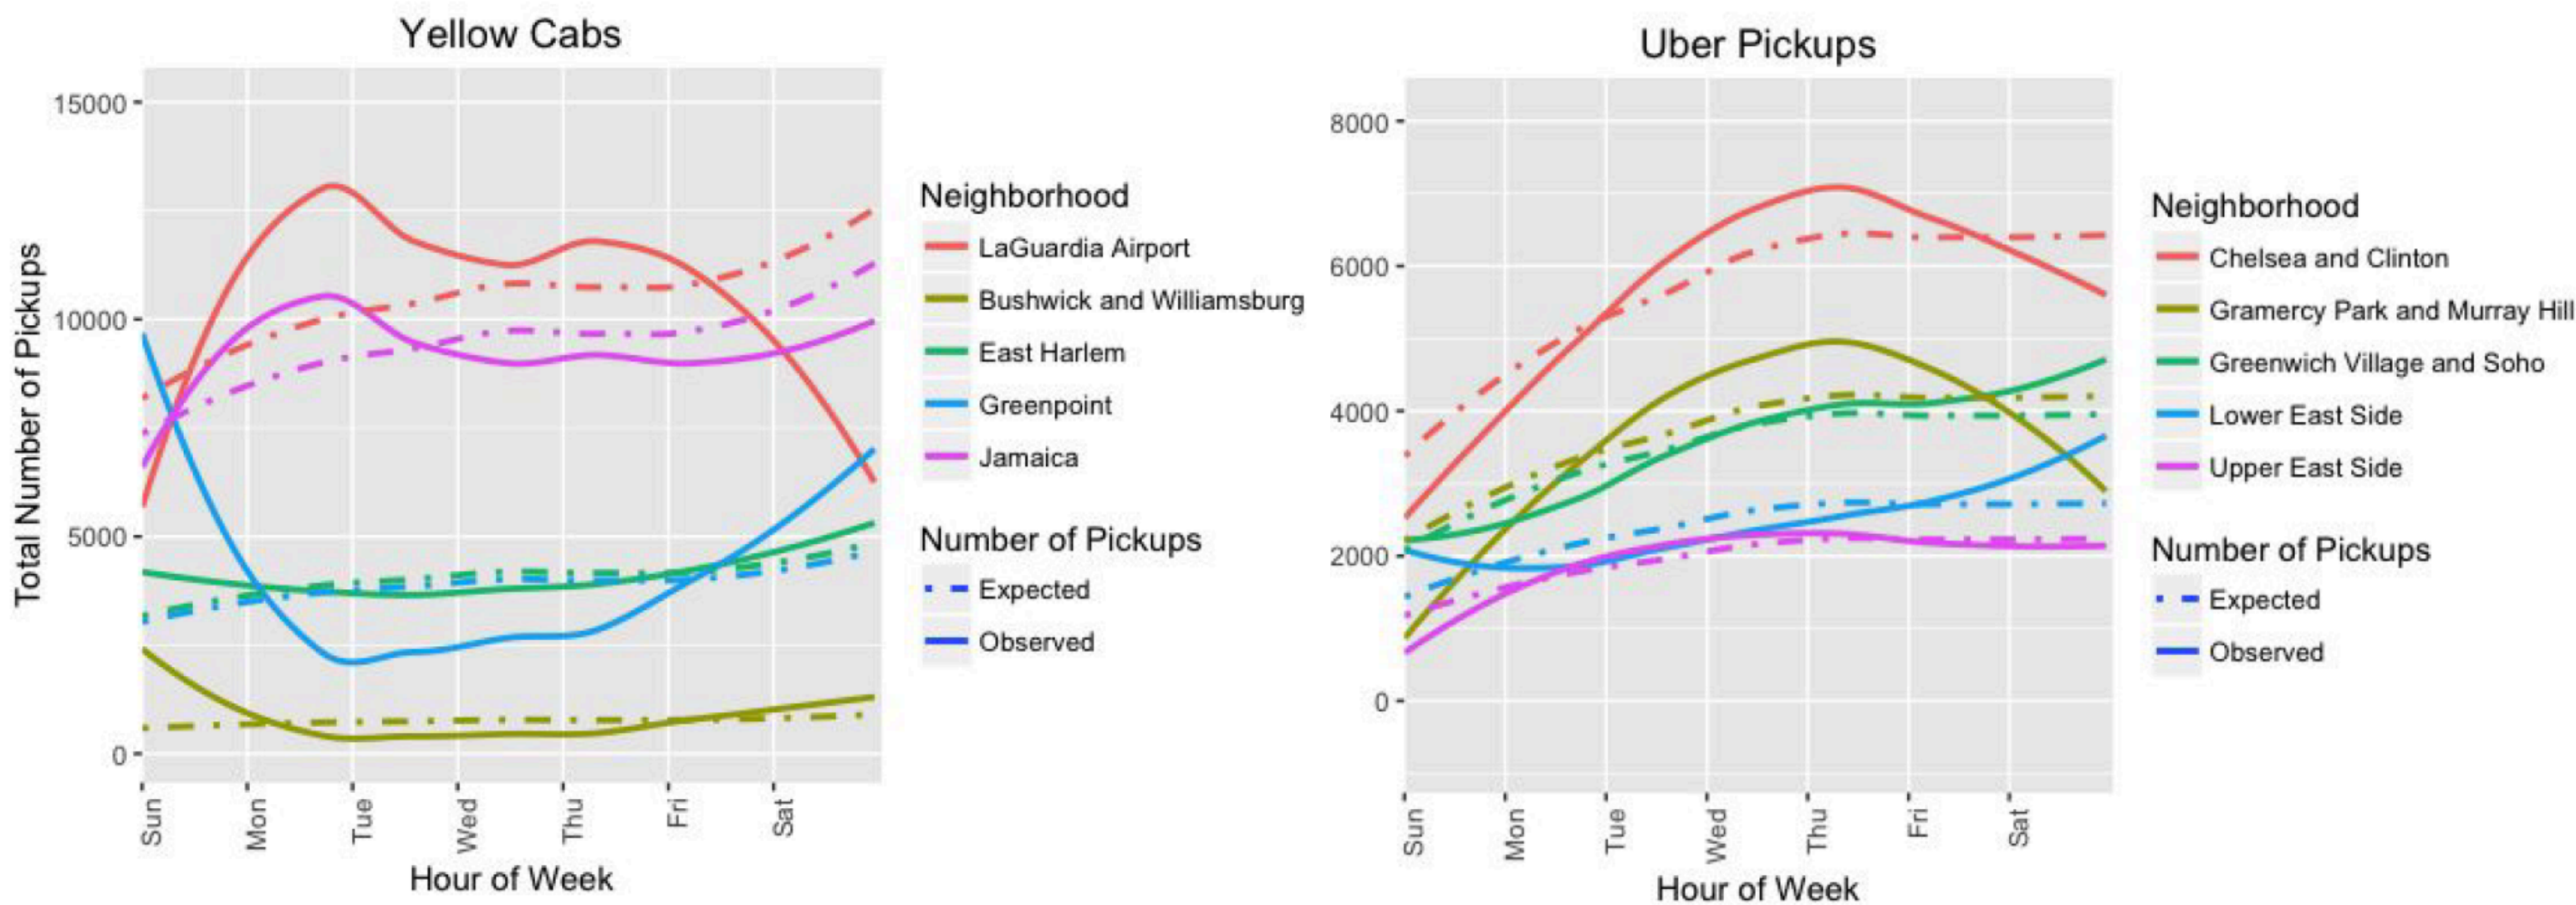 Yellow Cabs
Total Number of Pickups
15000
10000
5000
0
Sun
Mon
Tue
Wed
Thu
Fri
Sat
Hour of Week
Neighborhood
LaGuardia Airport
Bushwick and Williamsburg
East Harlem
Greenpoint
Jamaica
Number of Pickups
Expected
Observed
Uber Pickups
8000
6000
4000
2000
0
Sun
Mon
Tue
Wed
Thu
Fri
Sat
Hour of Week
Neighborhood
Chelsea and Clinton
Gramercy Park and Murray Hill
Greenwich Village and Soho
Lower East Side
Upper East Side
Number of Pickups
Expected
Observed